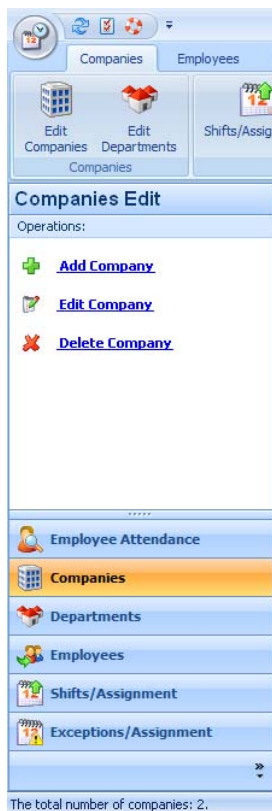 Companies Employees
Edit Companies Edit Departments Shifts/Assig
Companies
Companies Edit
Operations:
Add Company
Edit Company
Delete Company
Employee Attendance
Companies
Departments
Employees
Shifts/Assignment
Exceptions/Assignment
The total number of companies: 2.